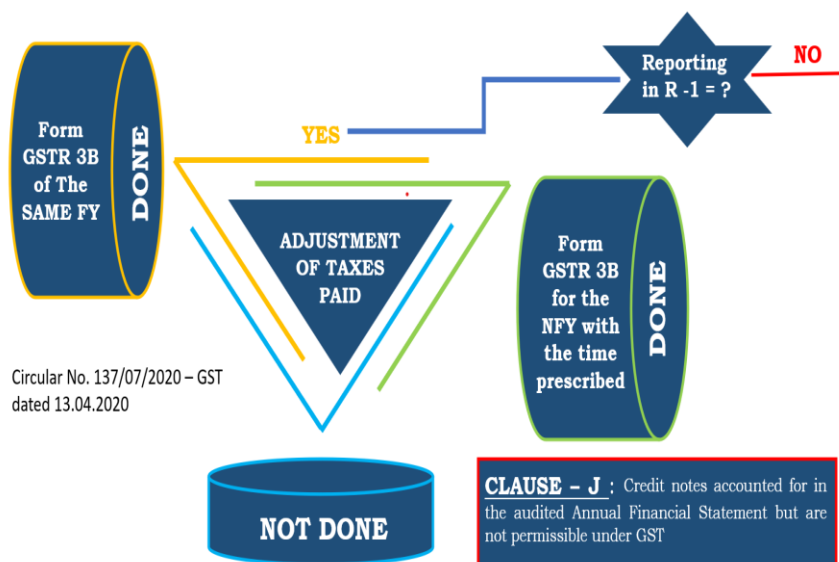 Reporting
in R -1 = ?
NO
YES
Form
GSTR 3B
of The
SAME FY
DONE
ADJUSTMENT
OF TAXES
PAID
Form
GSTR 3B
for the
NFY with
the time
prescribed
DONE
Circular No. 137/07/2020 – GST
dated 13.04.2020
NOT DONE
CLAUSE – J : Credit notes accounted for in
the audited Annual Financial Statement but are
not permissible under GST